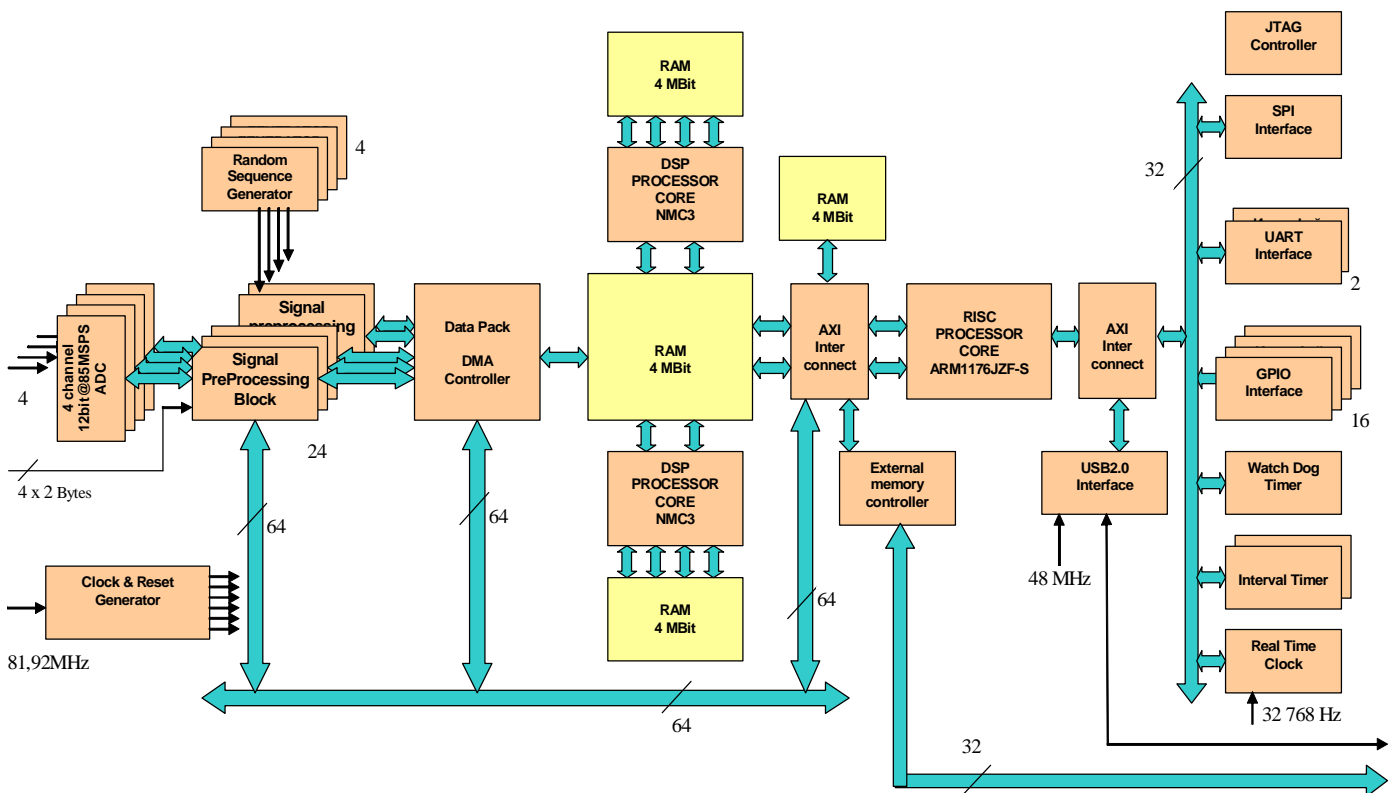 JTAG
Controller
RAM
4 MBit
SPI
Interface
4
Random
Sequence
Generator
DSP
PROCESSOR
CORE
NMC3
32
RAM
4 MBit
UART
Interface
2
Signal
preprocessing
4 channel
12bit@85MSPS
ADC
4
Signal
PreProcessing
Block
24
4 x 2 Bytes
Data Pack
DMA
Controller
RAM
4 MBit
AXI
Inter
connect
RISC
PROCESSOR
CORE
ARM1176JZF-S
AXI
Inter
connect
GPIO
Interface
16
DSP
PROCESSOR
CORE
NMC3
External
memory
controller
USB2.0
Interface
Watch Dog
Timer
64
64
64
48 MHz
Clock & Reset
Generator
81,92MHz
RAM
4 MBit
Interval Timer
Real Time
Clock
32 768 Hz
64
32